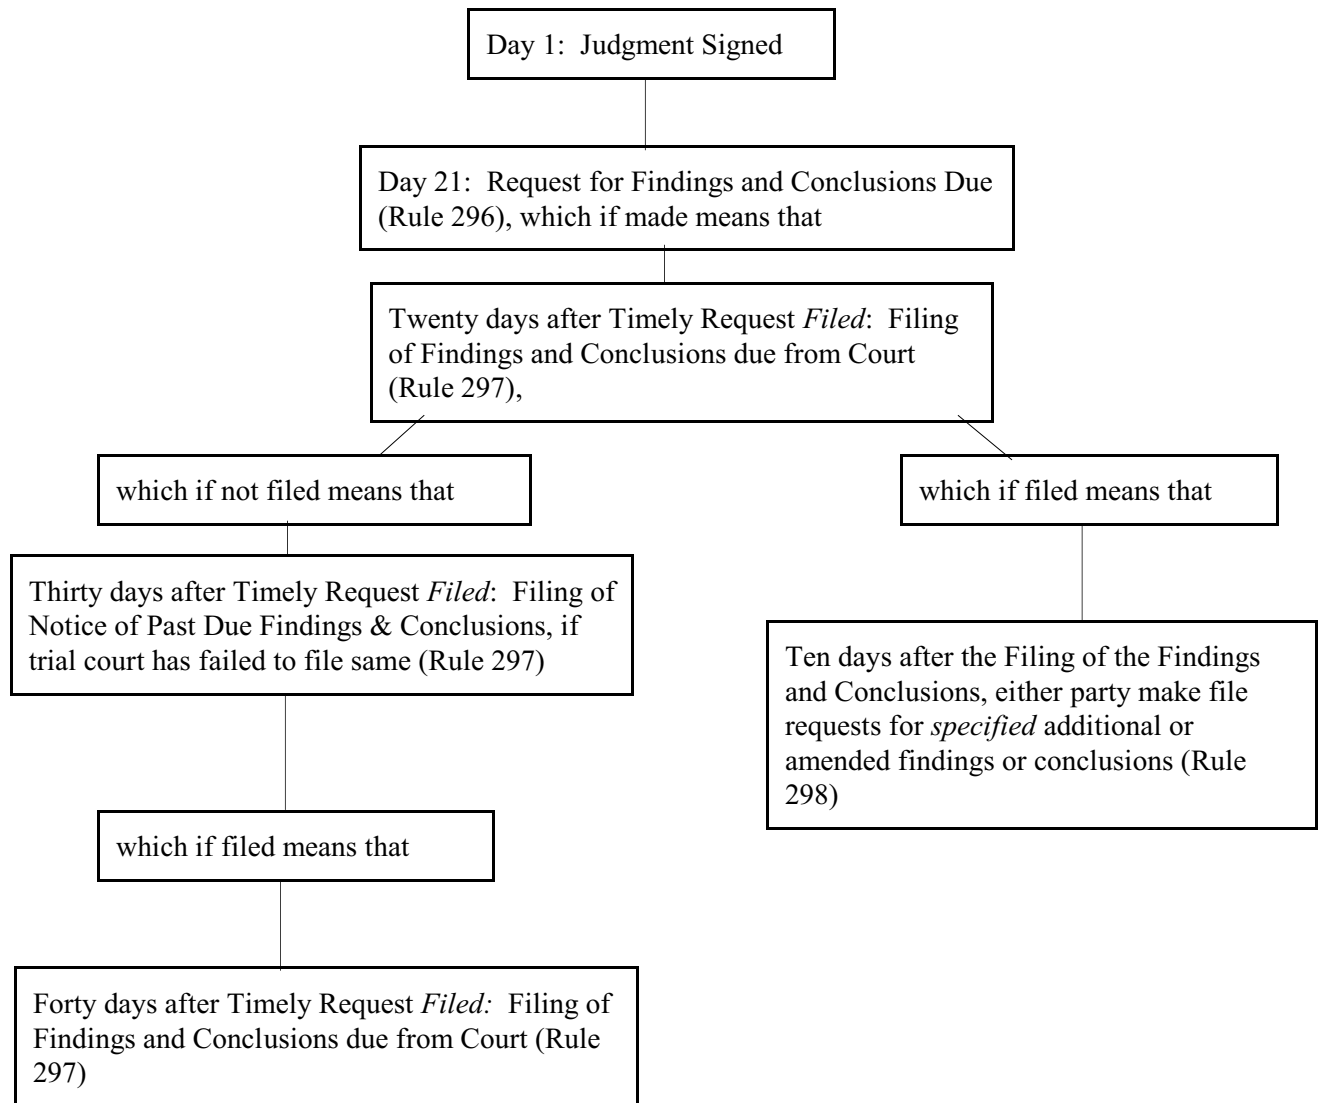 Day 1: Judgment Signed
Day 21: Request for Findings and Conclusions Due
(Rule 296), which if made means that
Twenty days after Timely Request Filed: Filing
of Findings and Conclusions due from Court
(Rule 297),
which if not filed means that
which if filed means that
Thirty days after Timely Request Filed: Filing of
Notice of Past Due Findings & Conclusions, if
trial court has failed to file same (Rule 297)
Ten days after the Filing of the Findings
and Conclusions, either party make file
requests for specified additional or
amended findings or conclusions (Rule
298)
which if filed means that
Forty days after Timely Request Filed: Filing of
Findings and Conclusions due from Court (Rule
297)